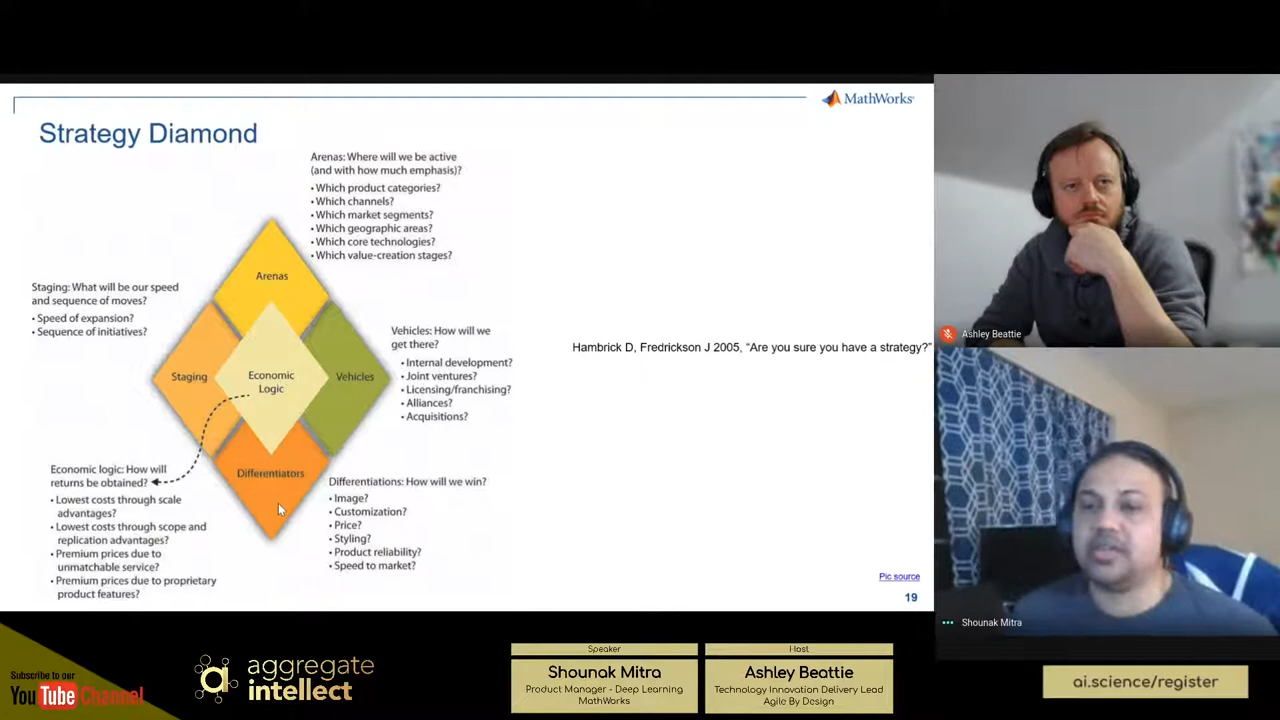 MathWorks®
Strategy Diamond
Arenas: Where will we be active
(and with how much emphasis)?
• Which product categories?
• Which channels?
• Which market segments?
• Which geographic areas?
• Which core technologies?
• Which value-creation stages?
Arenas
Staging: What will be our speed
and sequence of moves?
• Speed of expansion?
• Sequence of initiatives?
Vehicles: How will we
get there?
• Internal development?
• Joint ventures?
• Licensing/franchising?
• Alliances?
• Acquisitions?
Staging
Economic
Logic
Vehicles
Hambrick D, Fredrickson J 2005, “Are you sure you have a strategy?”
Differentiators
Economic logic: How will
returns be obtained?
• Lowest costs through scale
advantages?
• Lowest costs through scope and
replication advantages?
• Premium prices due to
unmatchable service?
• Premium prices due to proprietary
product features?
Differentiations: How will we win?
• Image?
• Customization?
• Price?
• Styling?
• Product reliability?
• Speed to market?
Pic source
19
Ashley Beattie
Shounak Mitra
Subscribe to our
YouTube Channel
a
aggregate
intellect
Speaker
Shounak Mitra
Product Manager - Deep Learning
MathWorks
Host
Ashley Beattie
Technology Innovation Delivery Lead
Agile By Design
ai.science/register